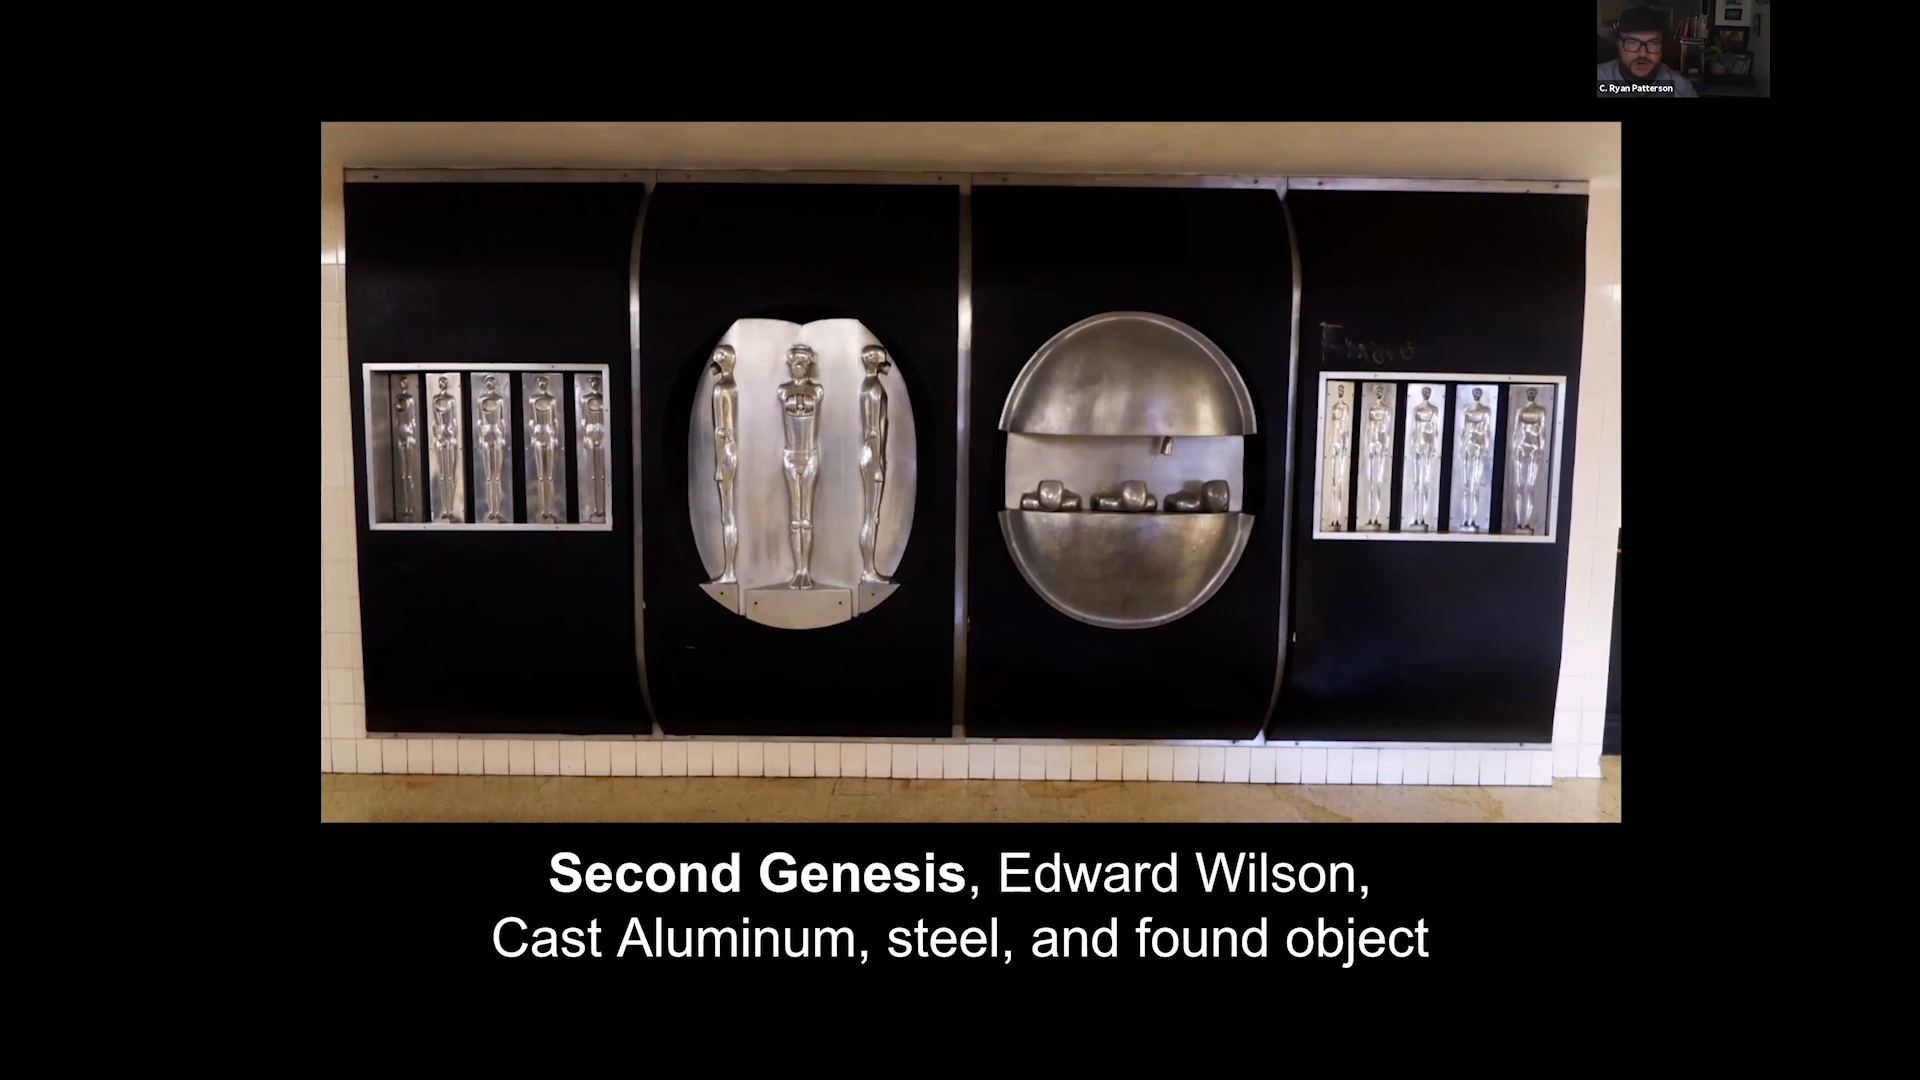 C. Ryan Patterson
Second Genesis, Edward Wilson,
Cast Aluminum, steel, and found object